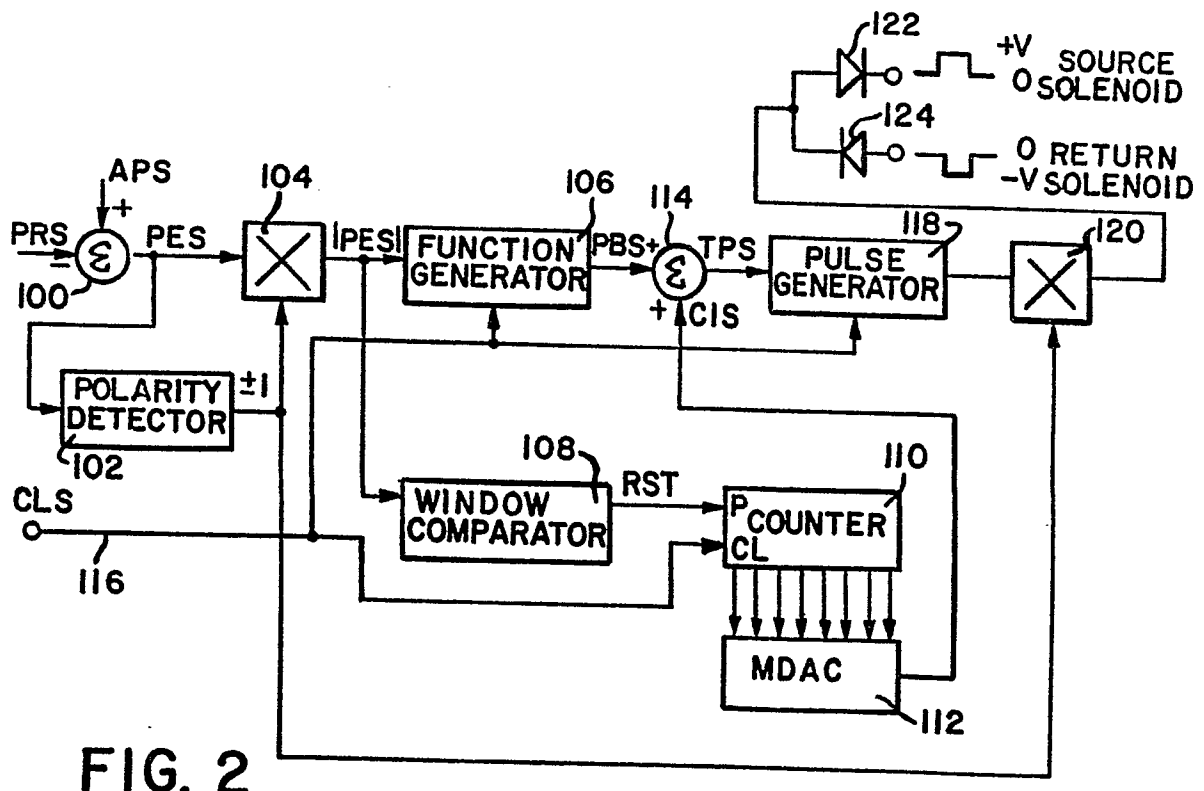 122
+V
0
SOURCE
SOLENOID
124
0
-V
RETURN
SOLENOID
APS
+
PRS
-
Σ
100
PES
104
|PES|
106
FUNCTION
GENERATOR
PBS
+
114
Σ
+
TPS
CIS
118
PULSE
GENERATOR
120
POLARITY
DETECTOR
±1
102
CLS
116
108
WINDOW
COMPARATOR
RST
110
P
COUNTER
CL
MDAC
112
FIG. 2